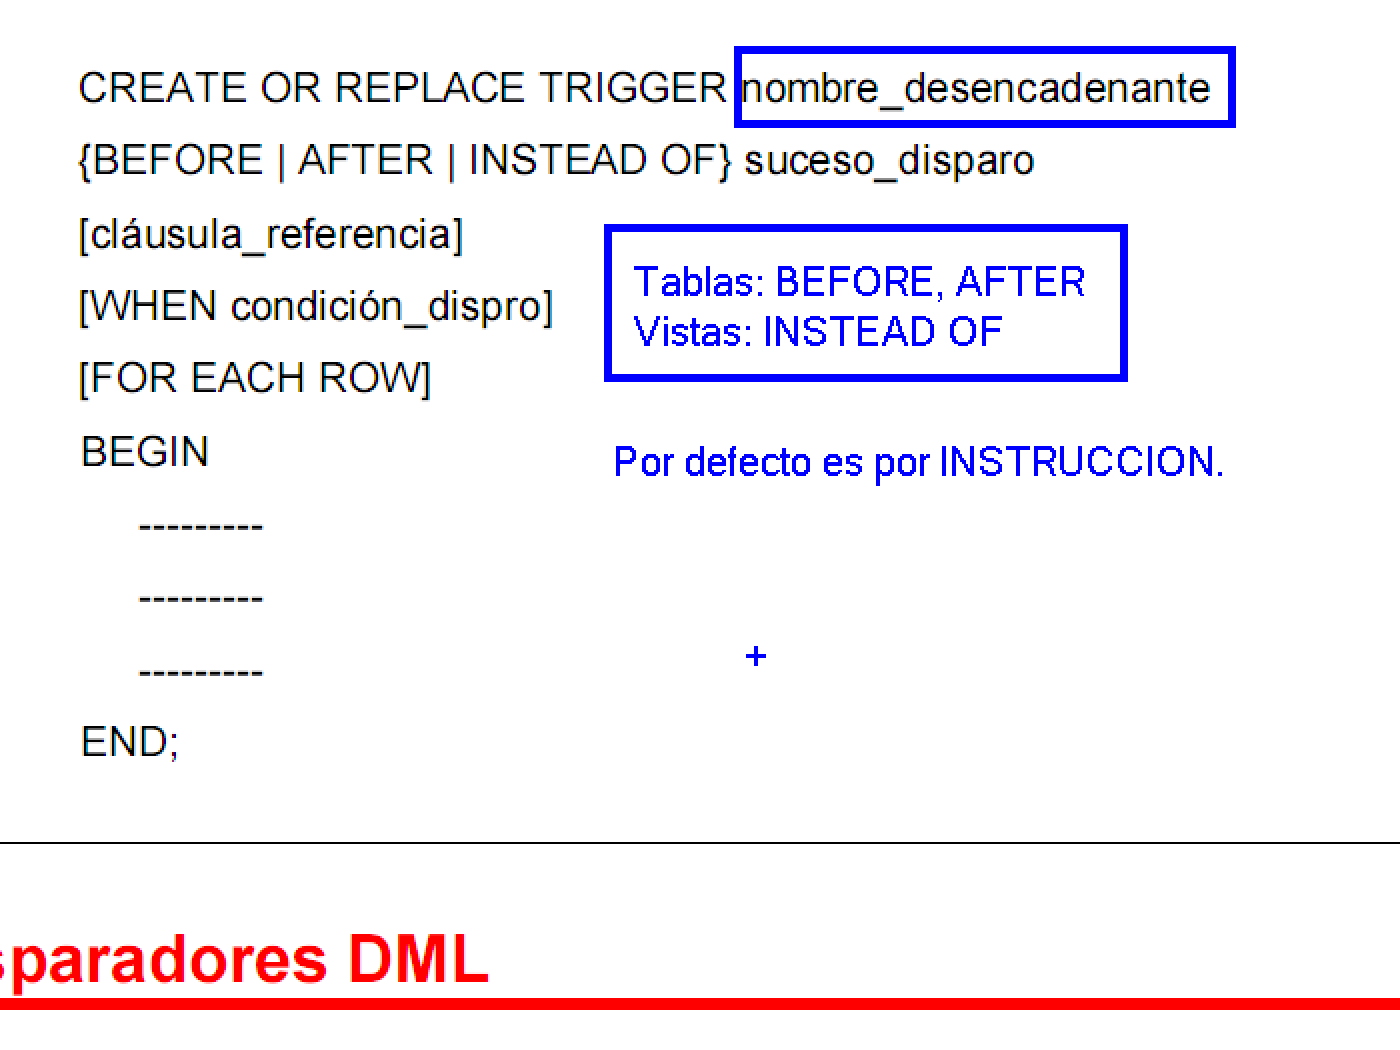 CREATE OR REPLACE TRIGGER nombre_desencadenante
{BEFORE | AFTER | INSTEAD OF} suceso_disparo
[cláusula_referencia]
[WHEN condición_dispro]
[FOR EACH ROW]
Tablas: BEFORE, AFTER
Vistas: INSTEAD OF
BEGIN
Por defecto es por INSTRUCCION.
---------
---------
+
---------
END;
sparadores DML